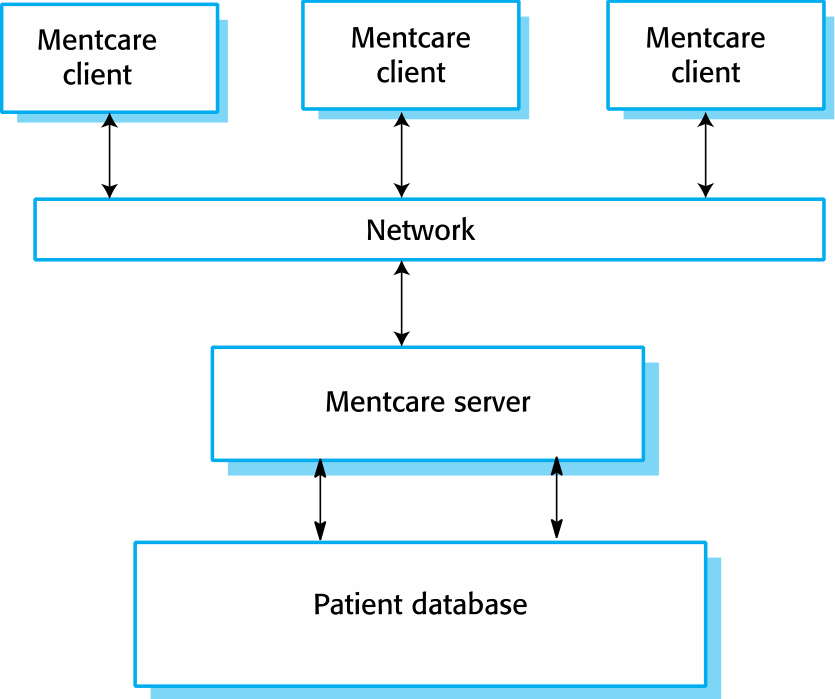 Mentcare
client
Mentcare
client
Mentcare
client
Network
Mentcare server
Patient database